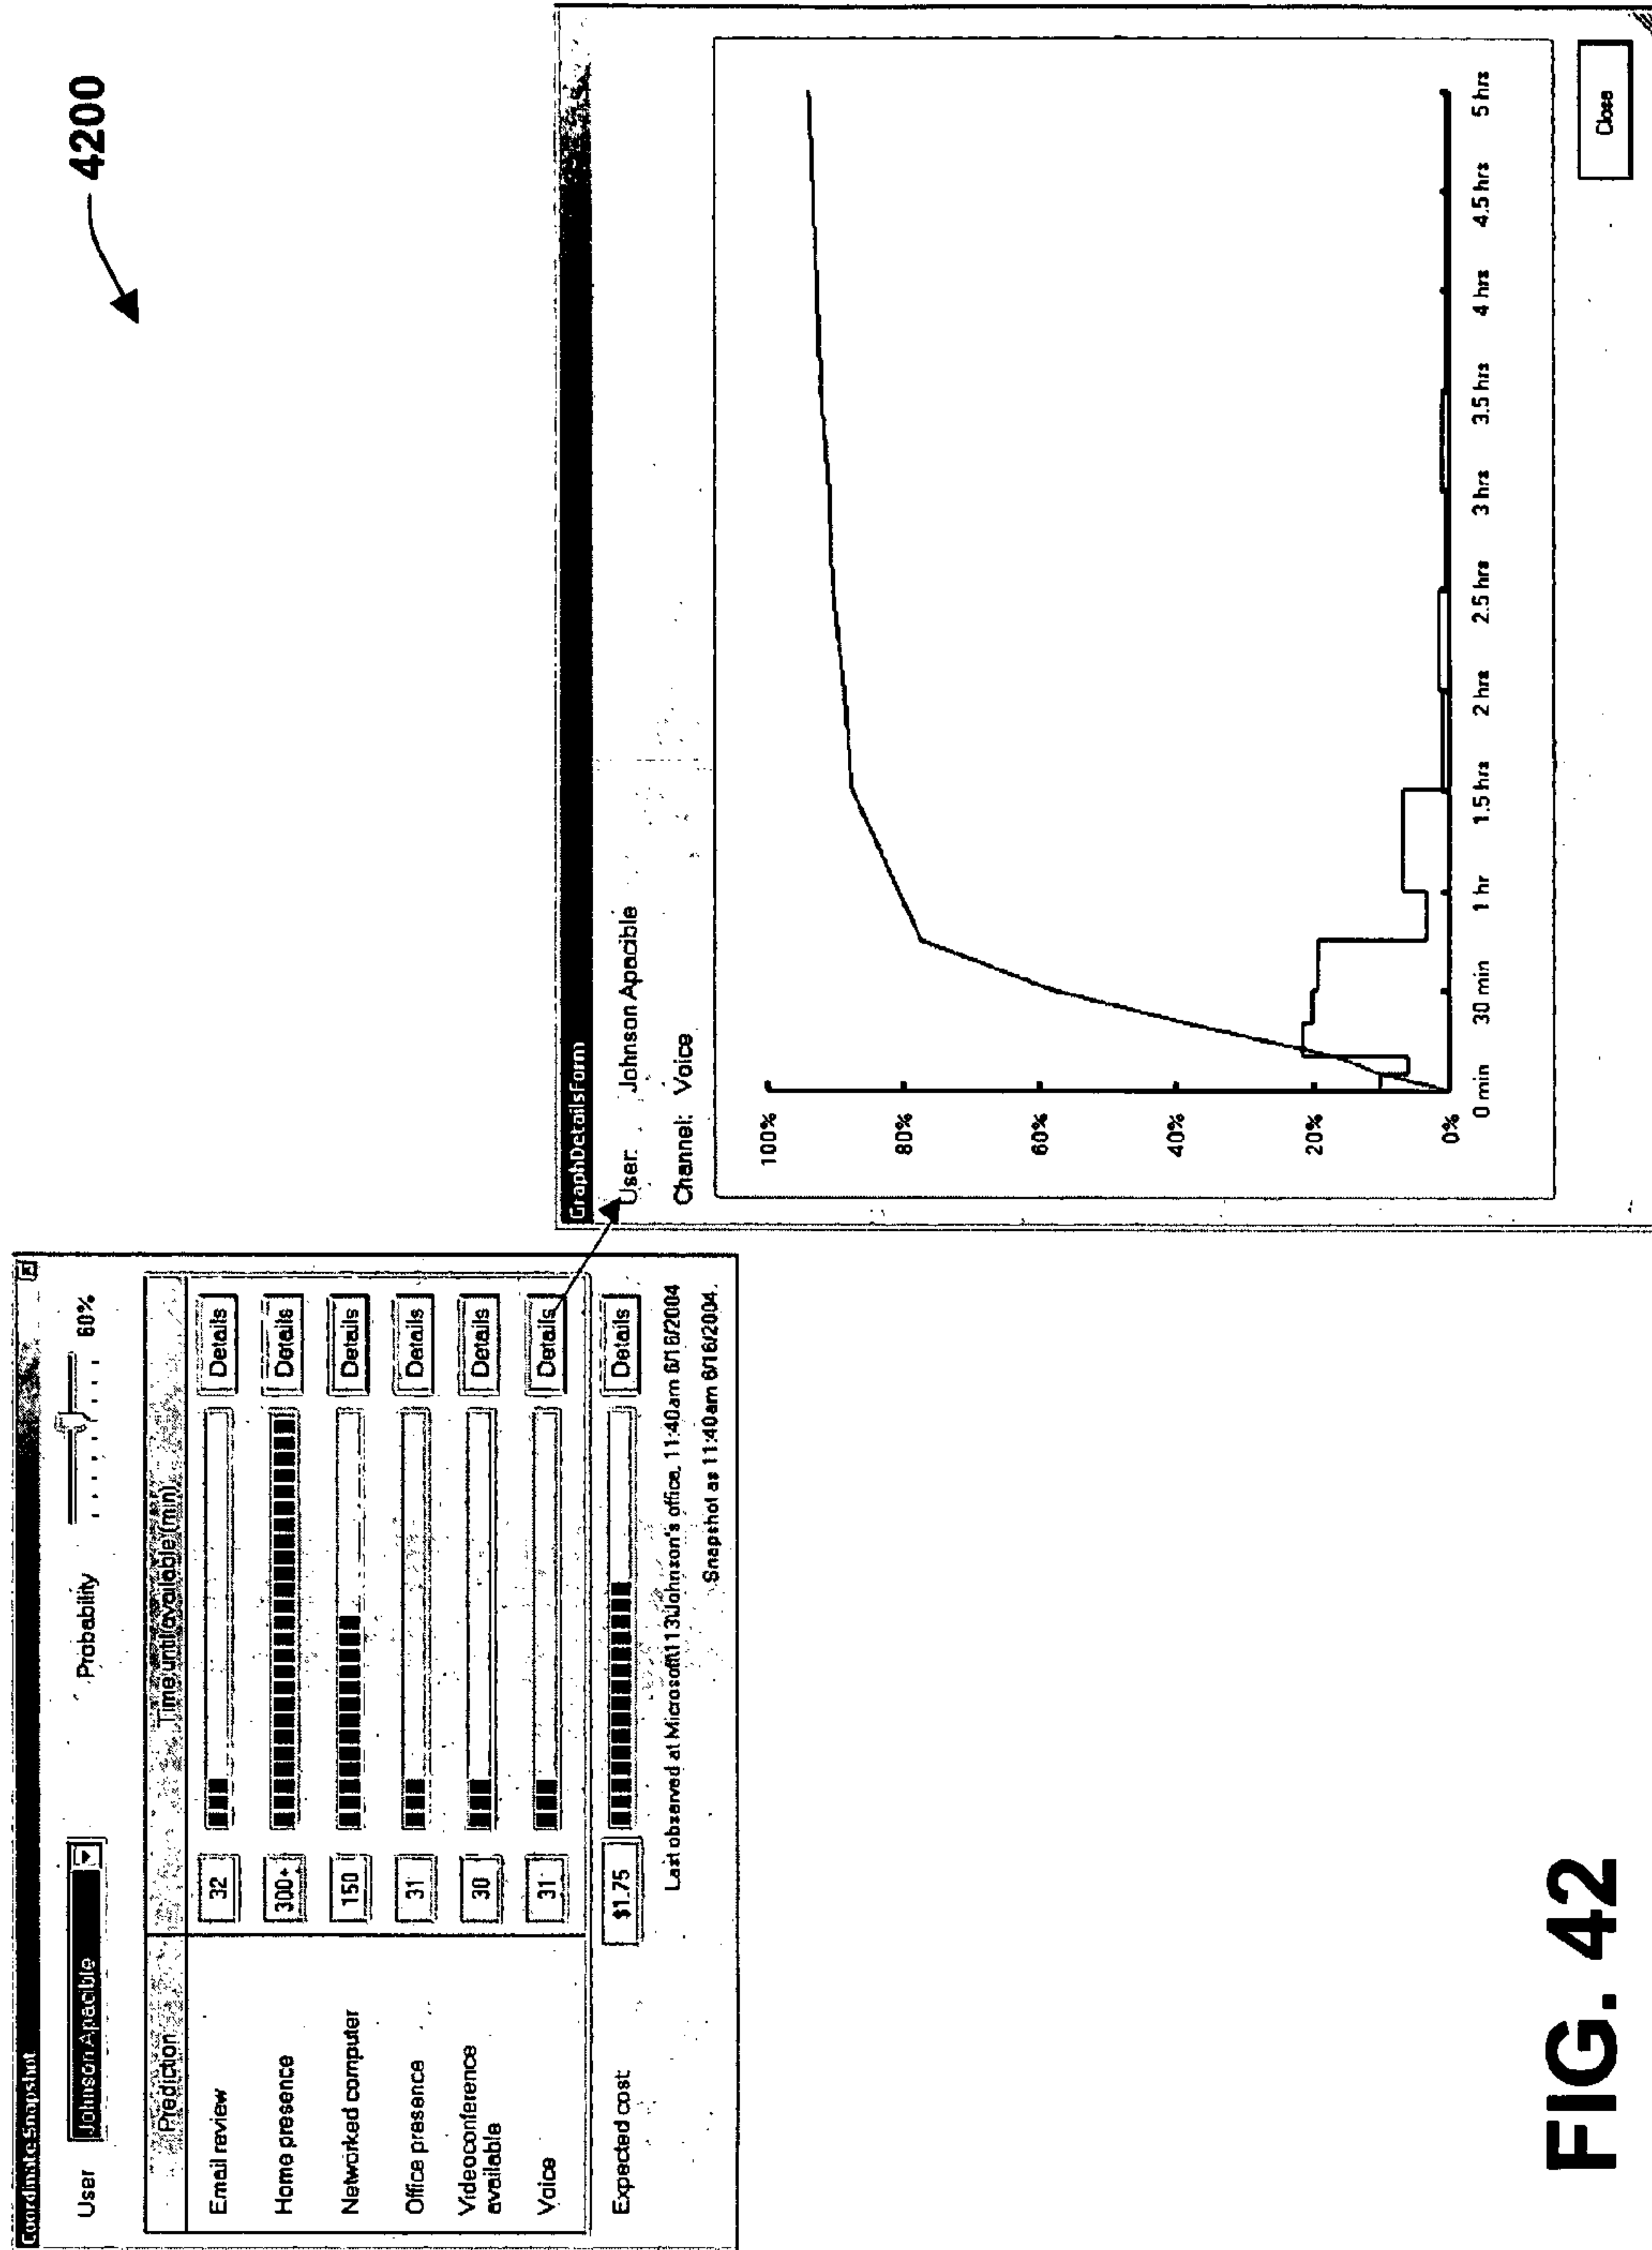 4200
Coordinate Snapshot
User Johnson Apacible Probability 60%
Prediction Time until available (min)
Email review 32 Details
Home presence 300+ Details
Networked computer 150 Details
Office presence 31 Details
Videoconference available 30 Details
Voice 31 Details
Expected cost $1.75 Details
Last observed at Microsoft\113\Johnson's office, 11:40am 6/16/2004
Snapshot as 11:40am 6/16/2004
GraphDetailsForm
User: Johnson Apacible
Channel: Voice
100%
80%
60%
40%
20%
0%
0 min 30 min 1 hr 1.5 hrs 2 hrs 2.5 hrs 3 hrs 3.5 hrs 4 hrs 4.5 hrs 5 hrs
Close
FIG. 42